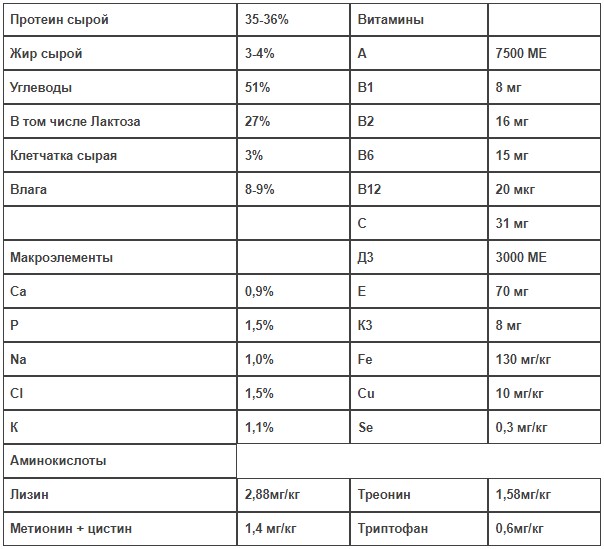 Протеин сырой 35-36% Витамины
Жир сырой 3-4% А 7500 МЕ
Углеводы 51% В1 8 мг
В том числе Лактоза 27% В2 16 мг
Клетчатка сырая 3% В6 15 мг
Влага 8-9% В12 20 мкг
С 31 мг
Макроэлементы Д3 3000 МЕ
Ca 0,9% Е 70 мг
P 1,5% К3 8 мг
Na 1,0% Fe 130 мг/кг
Cl 1,5% Cu 10 мг/кг
К 1,1% Se 0,3 мг/кг
Аминокислоты
Лизин 2,88мг/кг Треонин 1,58мг/кг
Метионин + цистин 1,4 мг/кг Триптофан 0,6мг/кг